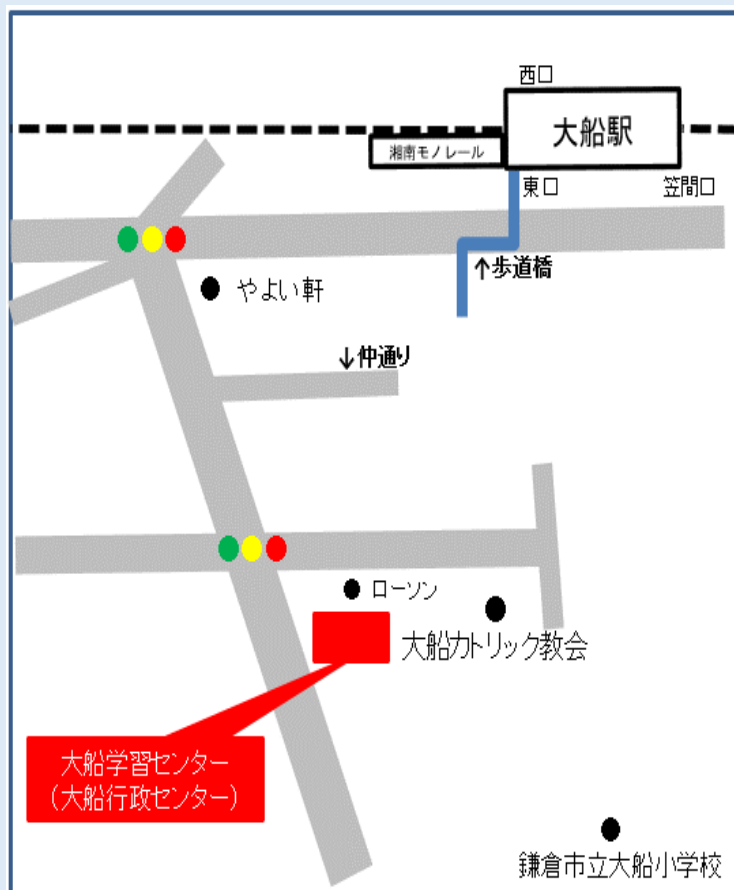 西口
大船駅
湘南モノレール
東口
笠間口
↑歩道橋
やよい軒
↓仲通り
ローソン
大船カトリック教会
大船学習センター
（大船行政センター）
鎌倉市立大船小学校